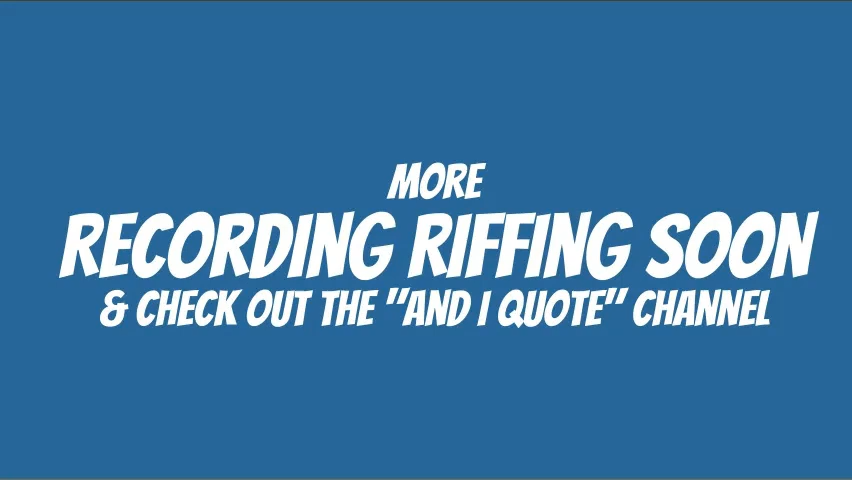 MORE
RECORDING RIFFING SOON
& CHECK OUT THE "AND I QUOTE" CHANNEL